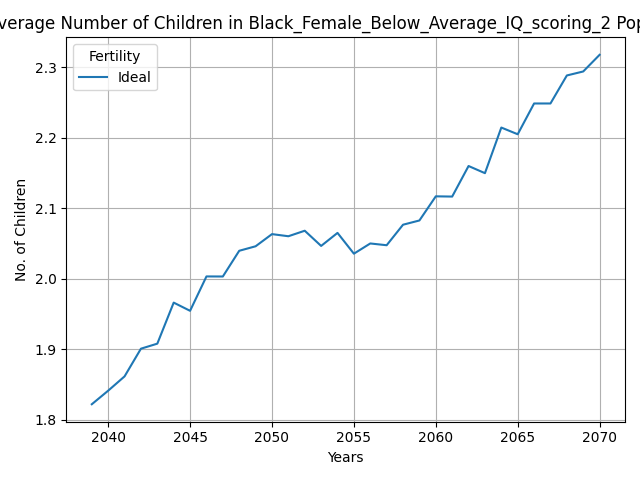 verage Number of Children in Black_Female_Below_Average_IQ_scoring_2 Pop
Fertility
Ideal
2.3
2.2
2.1
2.0
1.9
1.8
No. of Children
2040 2045 2050 2055 2060 2065 2070
Years